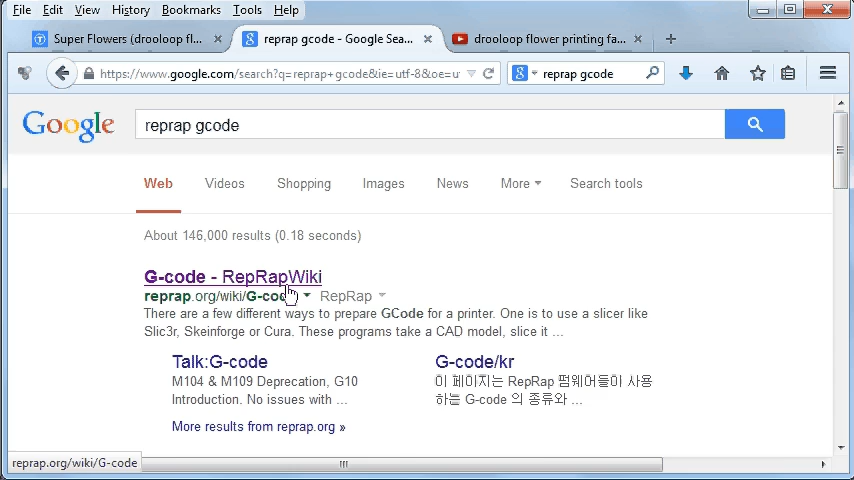 File Edit View History Bookmarks Tools Help
Super Flowers (drooloop fl... × reprap gcode - Google Sea... × drooloop flower printing fa... × +
https://www.google.com/search?q=reprap+gcode&ie=utf-8&oe=u reprap gcode
Google reprap gcode
Web Videos Shopping Images News More Search tools
About 146,000 results (0.18 seconds)
G-code - RepRapWiki
reprap.org/wiki/G-co RepRap
There are a few different ways to prepare GCode for a printer. One is to use a slicer like
Slic3r, Skeinforge or Cura. These programs take a CAD model, slice it ...
Talk:G-code G-code/kr
M104 & M109 Deprecation, G10 이 페이지는 RepRap 펌웨어들이 사용
Introduction. No issues with ... 하는 G-code 의 종류와 ...
More results from reprap.org »
reprap.org/wiki/G-code